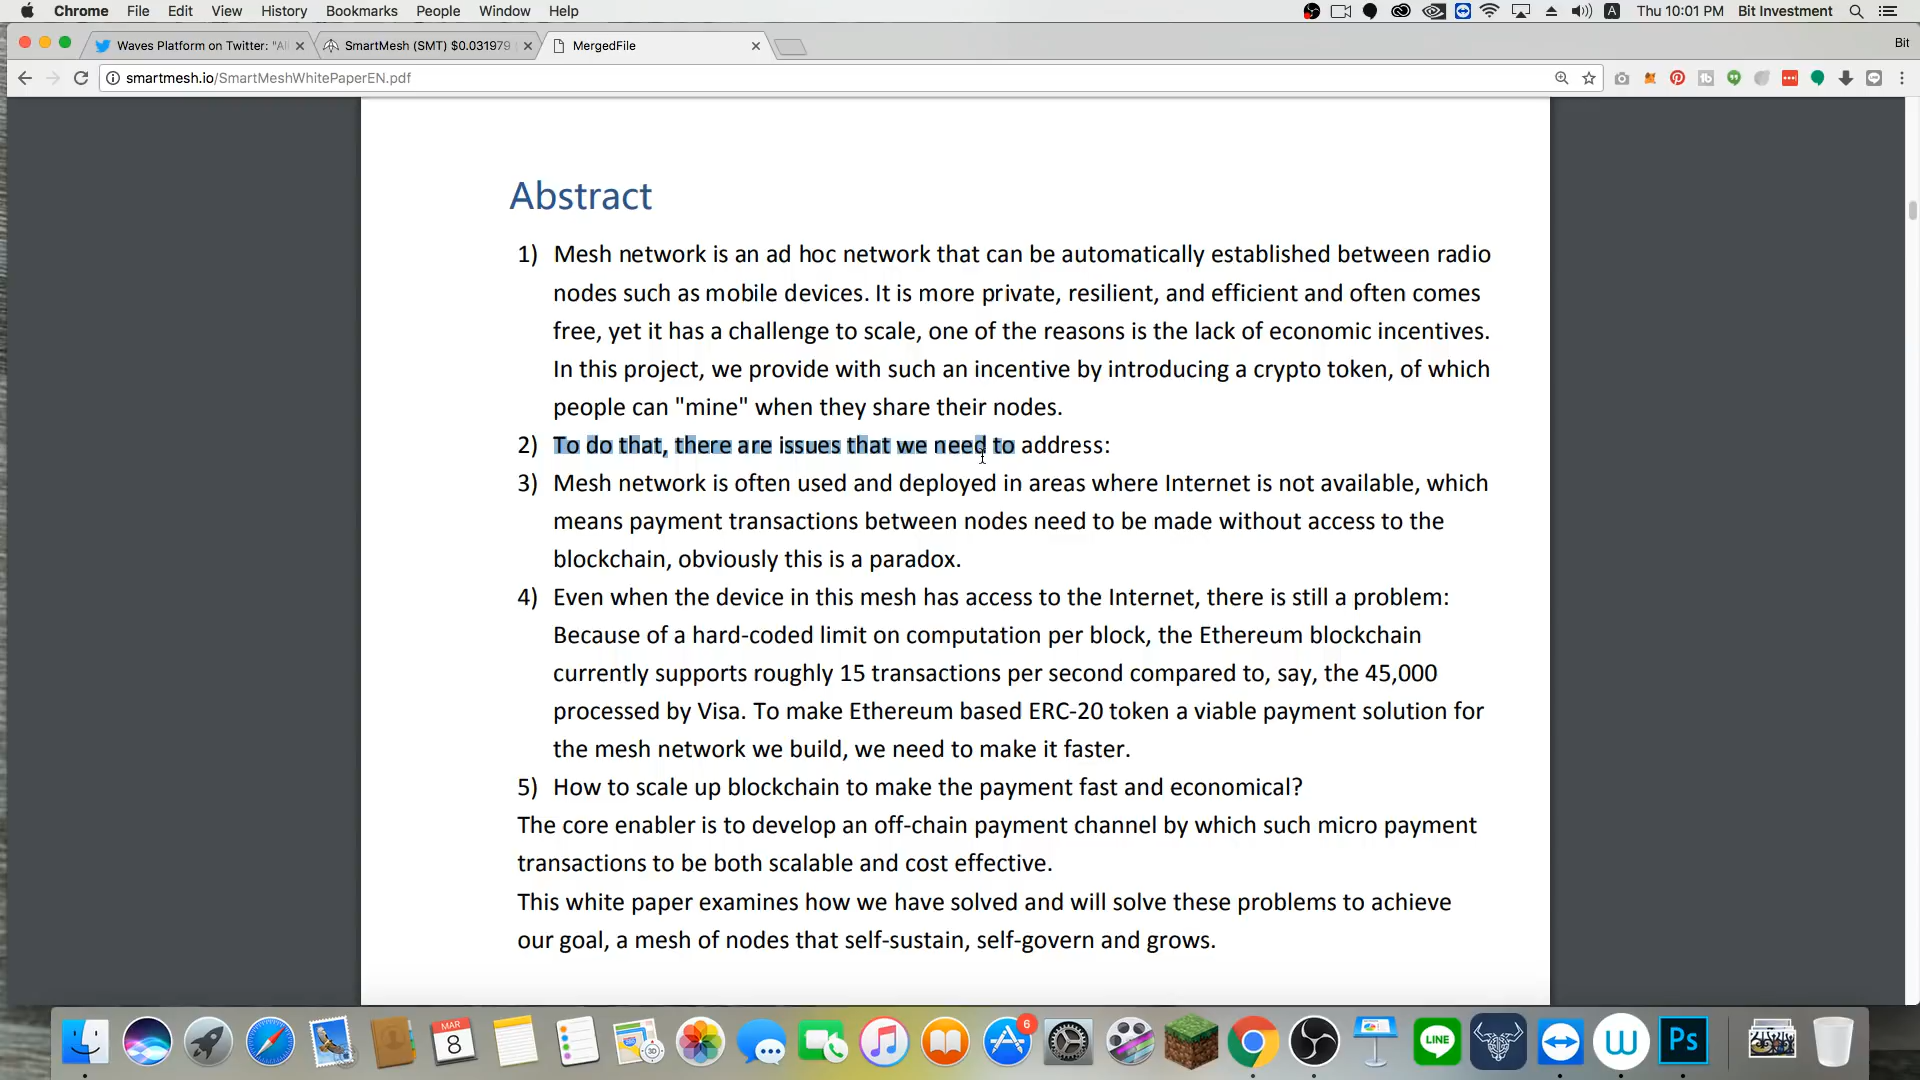 Chrome File Edit View History Bookmarks People Window Help
Thu 10:01 PM Bit Investment
Waves Platform on Twitter: "Al
SmartMesh (SMT) $0.031979
MergedFile
Bit
smartmesh.io/SmartMeshWhitePaperEN.pdf
Abstract
1) Mesh network is an ad hoc network that can be automatically established between radio
nodes such as mobile devices. It is more private, resilient, and efficient and often comes
free, yet it has a challenge to scale, one of the reasons is the lack of economic incentives.
In this project, we provide with such an incentive by introducing a crypto token, of which
people can "mine" when they share their nodes.
2) To do that, there are issues that we need to address:
3) Mesh network is often used and deployed in areas where Internet is not available, which
means payment transactions between nodes need to be made without access to the
blockchain, obviously this is a paradox.
4) Even when the device in this mesh has access to the Internet, there is still a problem:
Because of a hard-coded limit on computation per block, the Ethereum blockchain
currently supports roughly 15 transactions per second compared to, say, the 45,000
processed by Visa. To make Ethereum based ERC-20 token a viable payment solution for
the mesh network we build, we need to make it faster.
5) How to scale up blockchain to make the payment fast and economical?
The core enabler is to develop an off-chain payment channel by which such micro payment
transactions to be both scalable and cost effective.
This white paper examines how we have solved and will solve these problems to achieve
our goal, a mesh of nodes that self-sustain, self-govern and grows.
MAR
8
3D
6
LINE
W
Ps